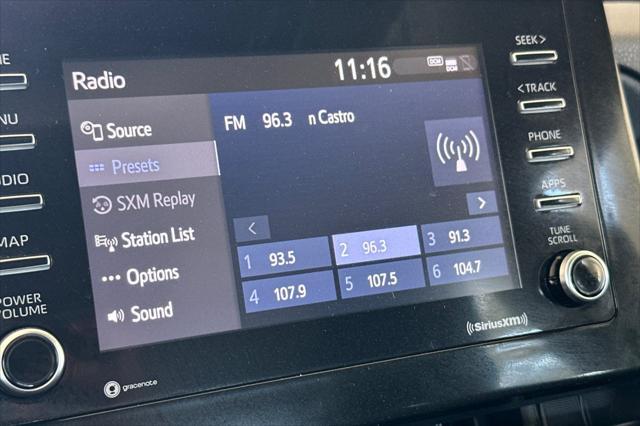 Radio
11:16
DCM
DCM
Source
Presets
SXM Replay
Station List
Options
Sound
FM 96.3 n Castro
<
>
1 93.5
2 96.3
3 91.3
4 107.9
5 107.5
6 104.7
MAP
POWER
VOLUME
SEEK >
< TRACK
PHONE
APPS
TUNE
SCROLL
gracenote
((SiriusXM))